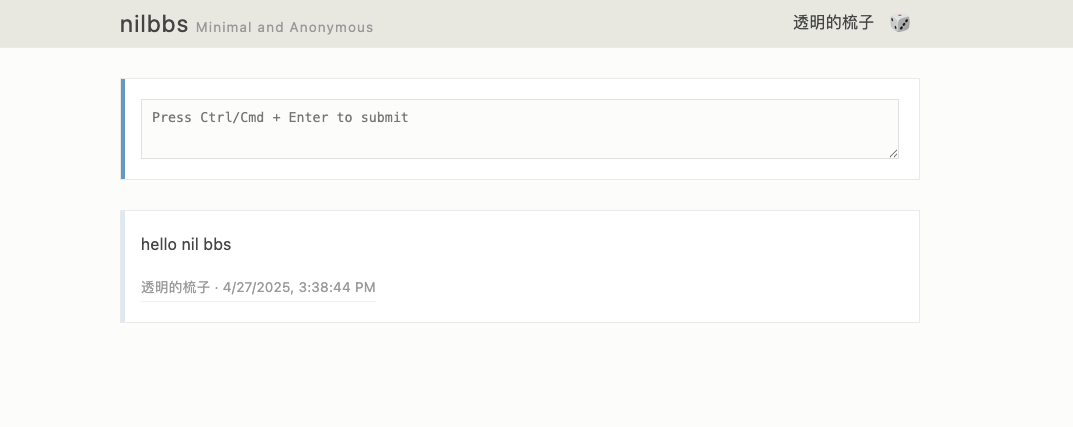 nilbbs Minimal and Anonymous 透明的梳子
Press Ctrl/Cmd + Enter to submit
hello nil bbs
透明的梳子 · 4/27/2025, 3:38:44 PM